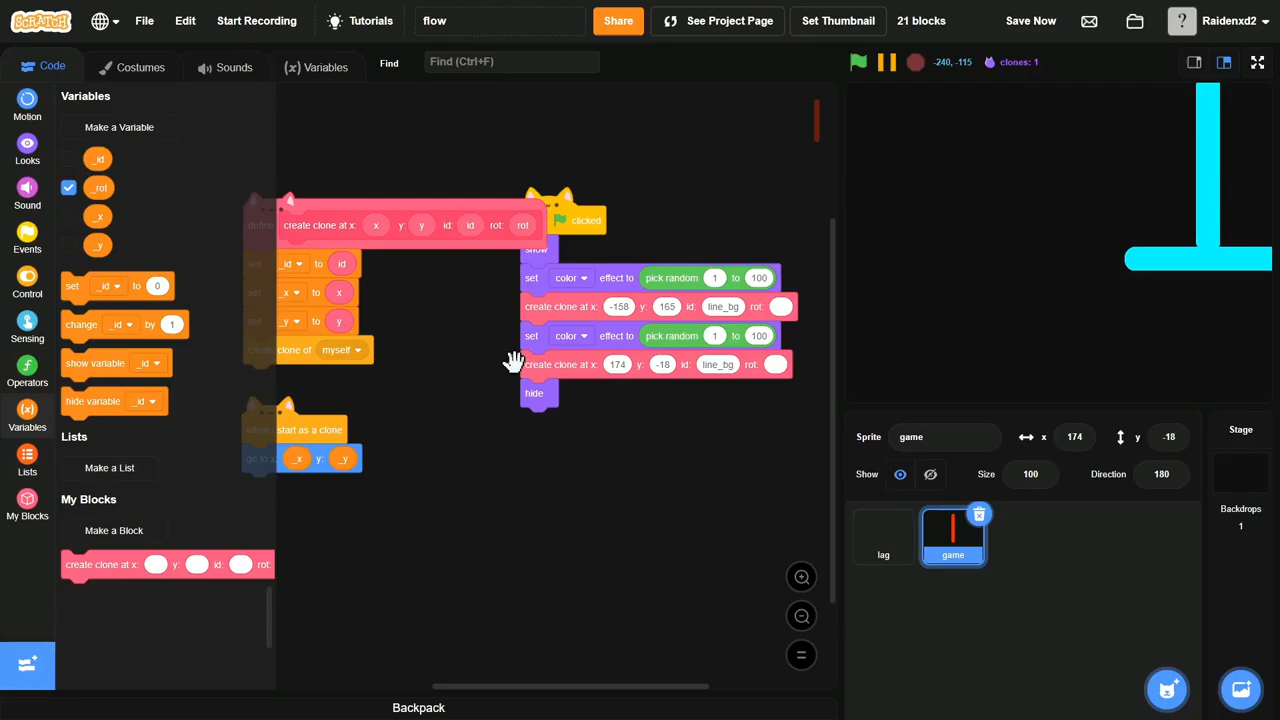 SCRATCH File Edit Start Recording Tutorials flow Share See Project Page Set Thumbnail 21 blocks Save Now ? Raidenxd2
Code Costumes Sounds (x) Variables Find Find (Ctrl+F) -240, -115 clones: 1
Motion
Looks
Sound
Events
Control
Sensing
Operators
Variables
Lists
My Blocks
Variables
Make a Variable
_id
_rot
_x
_y
set _id to 0
change _id by 1
show variable _id
hide variable _id
Lists
Make a List
My Blocks
Make a Block
create clone at x: y: id: rot:
define create clone at x: x y: y id: id rot: rot
set _id to id
set _x to x
set _y to y
create clone of myself
when I start as a clone
go to x: _x y: _y
clicked
show
set color effect to pick random 1 to 100
create clone at x: -158 y: 165 id: line_bg rot:
set color effect to pick random 1 to 100
create clone at x: 174 y: -18 id: line_bg rot:
hide
Sprite game x 174 y -18
Show Size 100 Direction 180
lag
game
Stage
Backdrops
1
Backpack